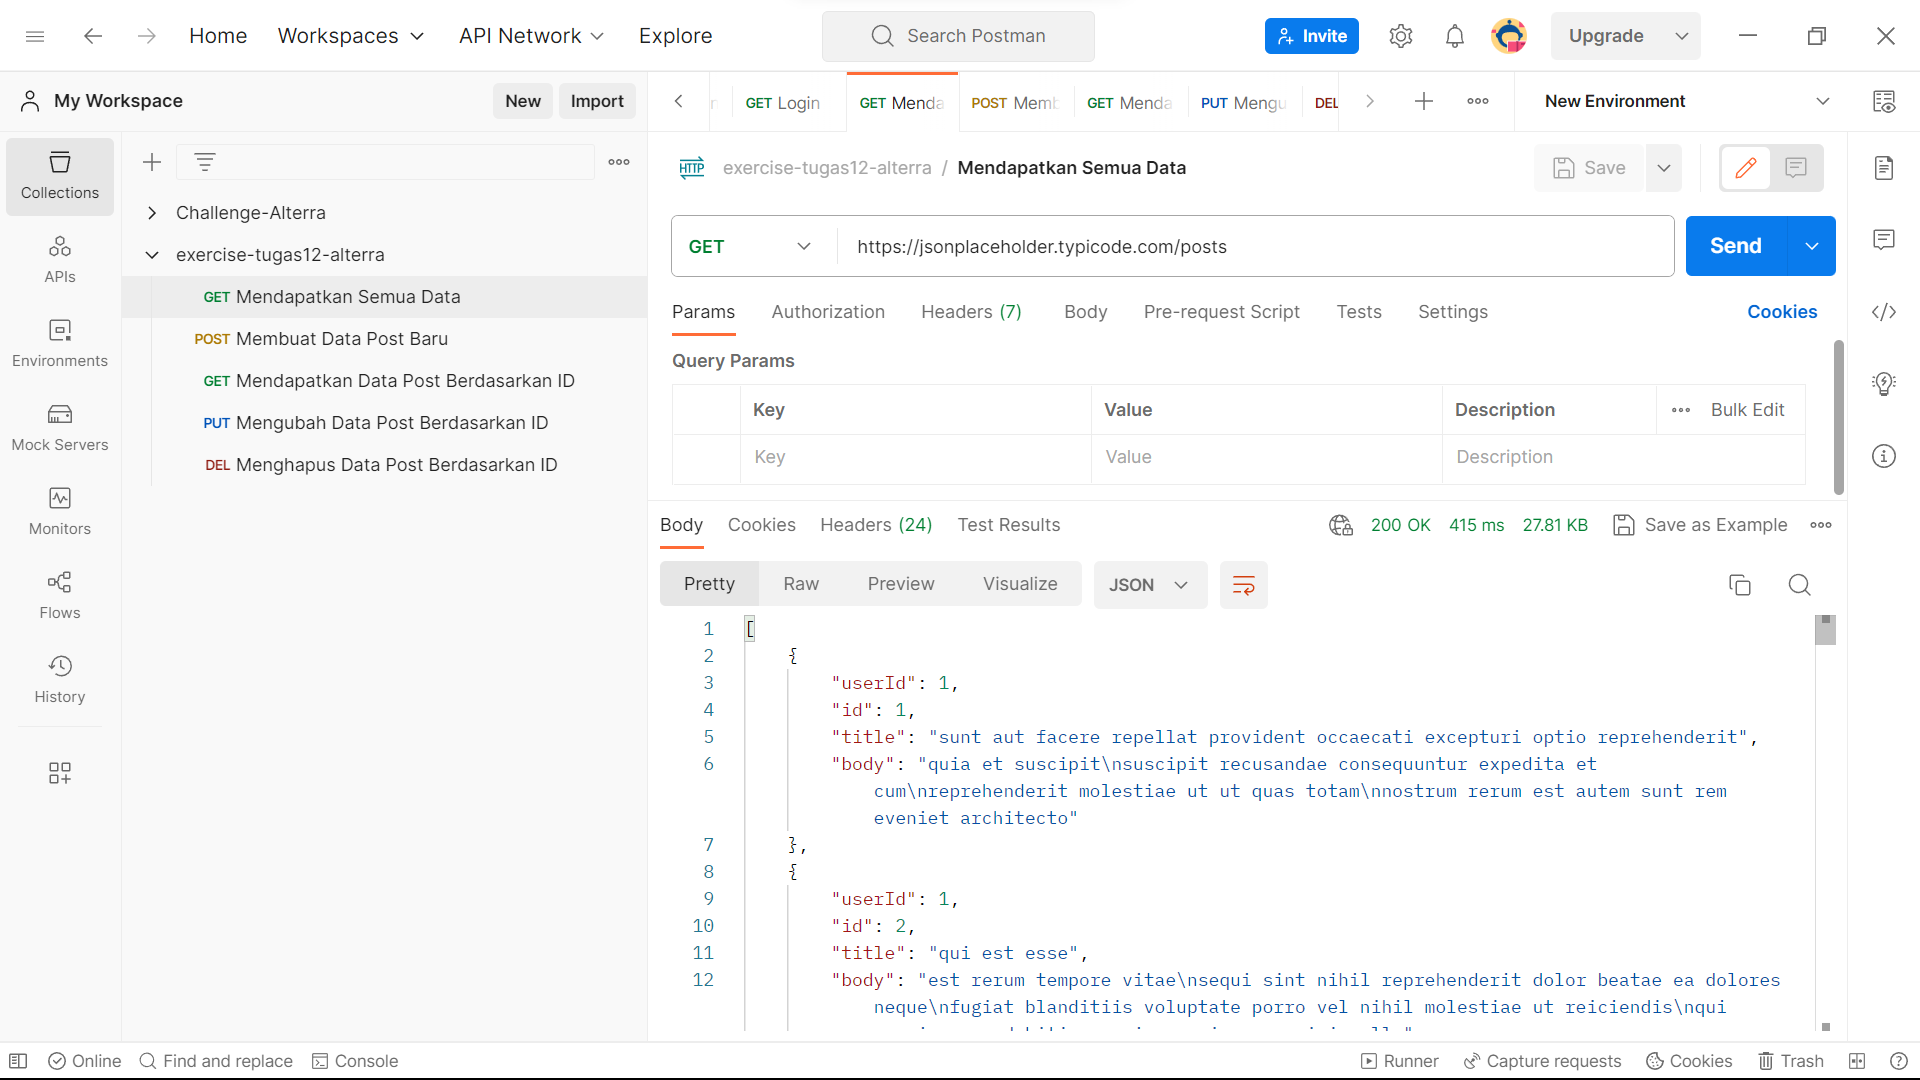 Home Workspaces API Network Explore Search Postman Invite Upgrade
My Workspace New Import
GET Login GET Menda POST Memb GET Menda PUT Mengu DEL New Environment
Collections
APIs
Environments
Mock Servers
Monitors
Flows
History
Challenge-Alterra
exercise-tugas12-alterra
GET Mendapatkan Semua Data
POST Membuat Data Post Baru
GET Mendapatkan Data Post Berdasarkan ID
PUT Mengubah Data Post Berdasarkan ID
DEL Menghapus Data Post Berdasarkan ID
HTTP exercise-tugas12-alterra / Mendapatkan Semua Data Save
GET https://jsonplaceholder.typicode.com/posts Send
Params Authorization Headers (7) Body Pre-request Script Tests Settings Cookies
Query Params
Key Value Description Bulk Edit
Key Value Description
Body Cookies Headers (24) Test Results 200 OK 415 ms 27.81 KB Save as Example
Pretty Raw Preview Visualize JSON
1 [
2 {
3 "userId": 1,
4 "id": 1,
5 "title": "sunt aut facere repellat provident occaecati excepturi optio reprehenderit",
6 "body": "quia et suscipit\nsuscipit recusandae consequuntur expedita et
cum\nreprehenderit molestiae ut ut quas totam\nnostrum rerum est autem sunt rem
eveniet architecto"
7 },
8 {
9 "userId": 1,
10 "id": 2,
11 "title": "qui est esse",
12 "body": "est rerum tempore vitae\nsequi sint nihil reprehenderit dolor beatae ea dolores
neque\nfugiat blanditiis voluptate porro vel nihil molestiae ut reiciendis\nqui
Online Find and replace Console Runner Capture requests Cookies Trash